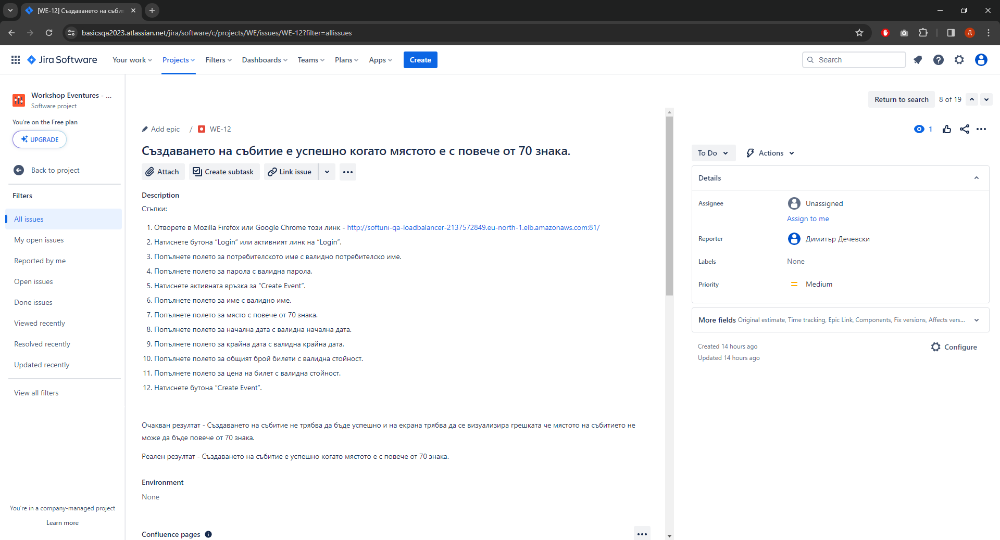 [WE-12] Създаването на съби
basicsqa2023.atlassian.net/jira/software/c/projects/WE/issues/WE-12?filter=allissues
Д
Jira Software
Your work
Projects
Filters
Dashboards
Teams
Plans
Apps
Create
Search
Workshop Eventures - ...
Software project
You're on the Free plan
UPGRADE
Back to project
Filters
All issues
My open issues
Reported by me
Open issues
Done issues
Viewed recently
Resolved recently
Updated recently
View all filters
You're in a company-managed project
Learn more
Return to search
8 of 19
Add epic / WE-12
1
Създаването на събитие е успешно когато мястото е с повече от 70 знака.
Attach
Create subtask
Link issue
Description
Стъпки:
1. Отворете в Mozilla Firefox или Google Chrome този линк - http://softuni-qa-loadbalancer-2137572849.eu-north-1.elb.amazonaws.com:81/
2. Натиснете бутона “Login” или активният линк на “Login”.
3. Попълнете полето за потребителското име с валидно потребителско име.
4. Попълнете полето за парола с валидна парола.
5. Натиснете активната връзка за “Create Event”.
6. Попълнете полето за име с валидно име.
7. Попълнете полето за място с повече от 70 знака.
8. Попълнете полето за начална дата с валидна начална дата.
9. Попълнете полето за крайна дата с валидна крайна дата.
10. Попълнете полето за общият брой билети с валидна стойност.
11. Попълнете полето за цена на билет с валидна стойност.
12. Натиснете бутона “Create Event”.
Очакван резултат - Създаването на събитие не трябва да бъде успешно и на екрана трябва да се визуализира грешката че мястото на събитието не
може да бъде повече от 70 знака.
Реален резултат - Създаването на събитие е успешно когато мястото е с повече от 70 знака.
Environment
None
Confluence pages
To Do
Actions
Details
Assignee
Unassigned
Assign to me
Reporter
Димитър Дечевски
Labels
None
Priority
Medium
More fields Original estimate, Time tracking, Epic Link, Components, Fix versions, Affects vers...
Created 14 hours ago
Configure
Updated 14 hours ago